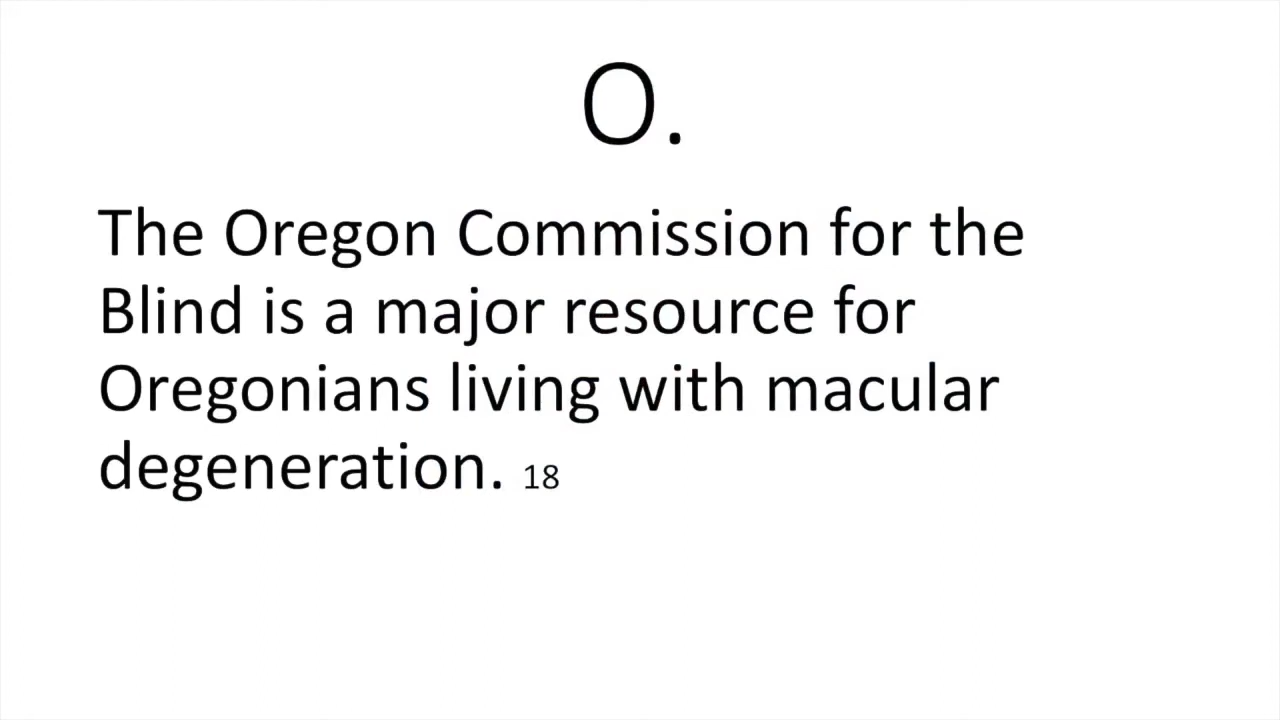 O.
The Oregon Commission for the
Blind is a major resource for
Oregonians living with macular
degeneration. 18